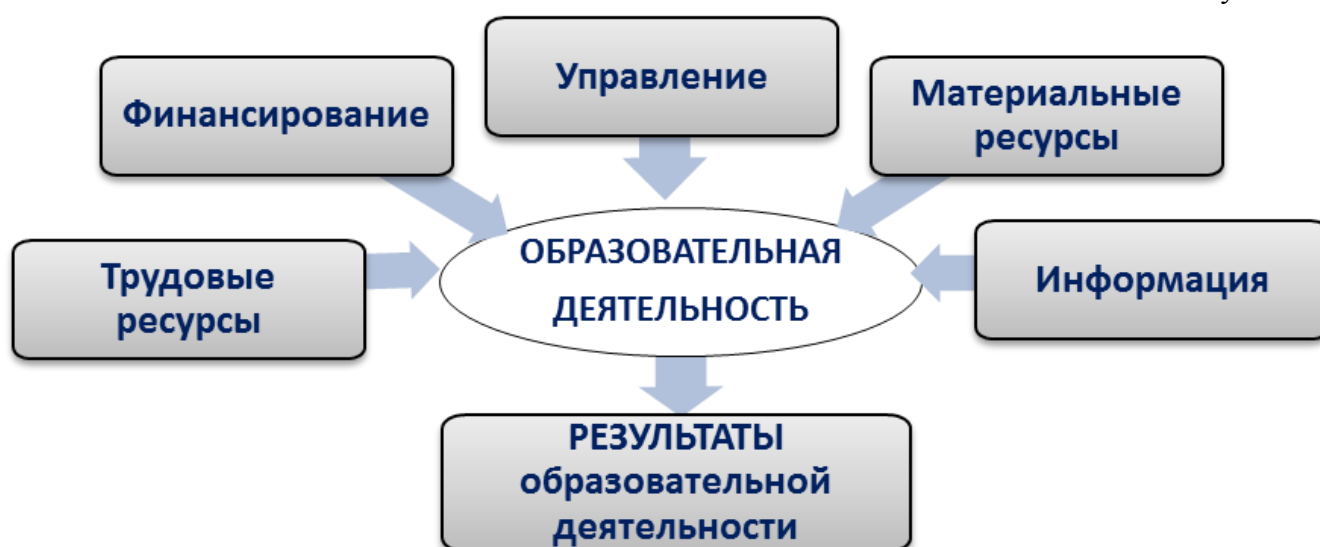 Управление
Финансирование
Материальные
ресурсы
ОБРАЗОВАТЕЛЬНАЯ
ДЕЯТЕЛЬНОСТЬ
Трудовые
ресурсы
Информация
РЕЗУЛЬТАТЫ
образовательной
деятельности